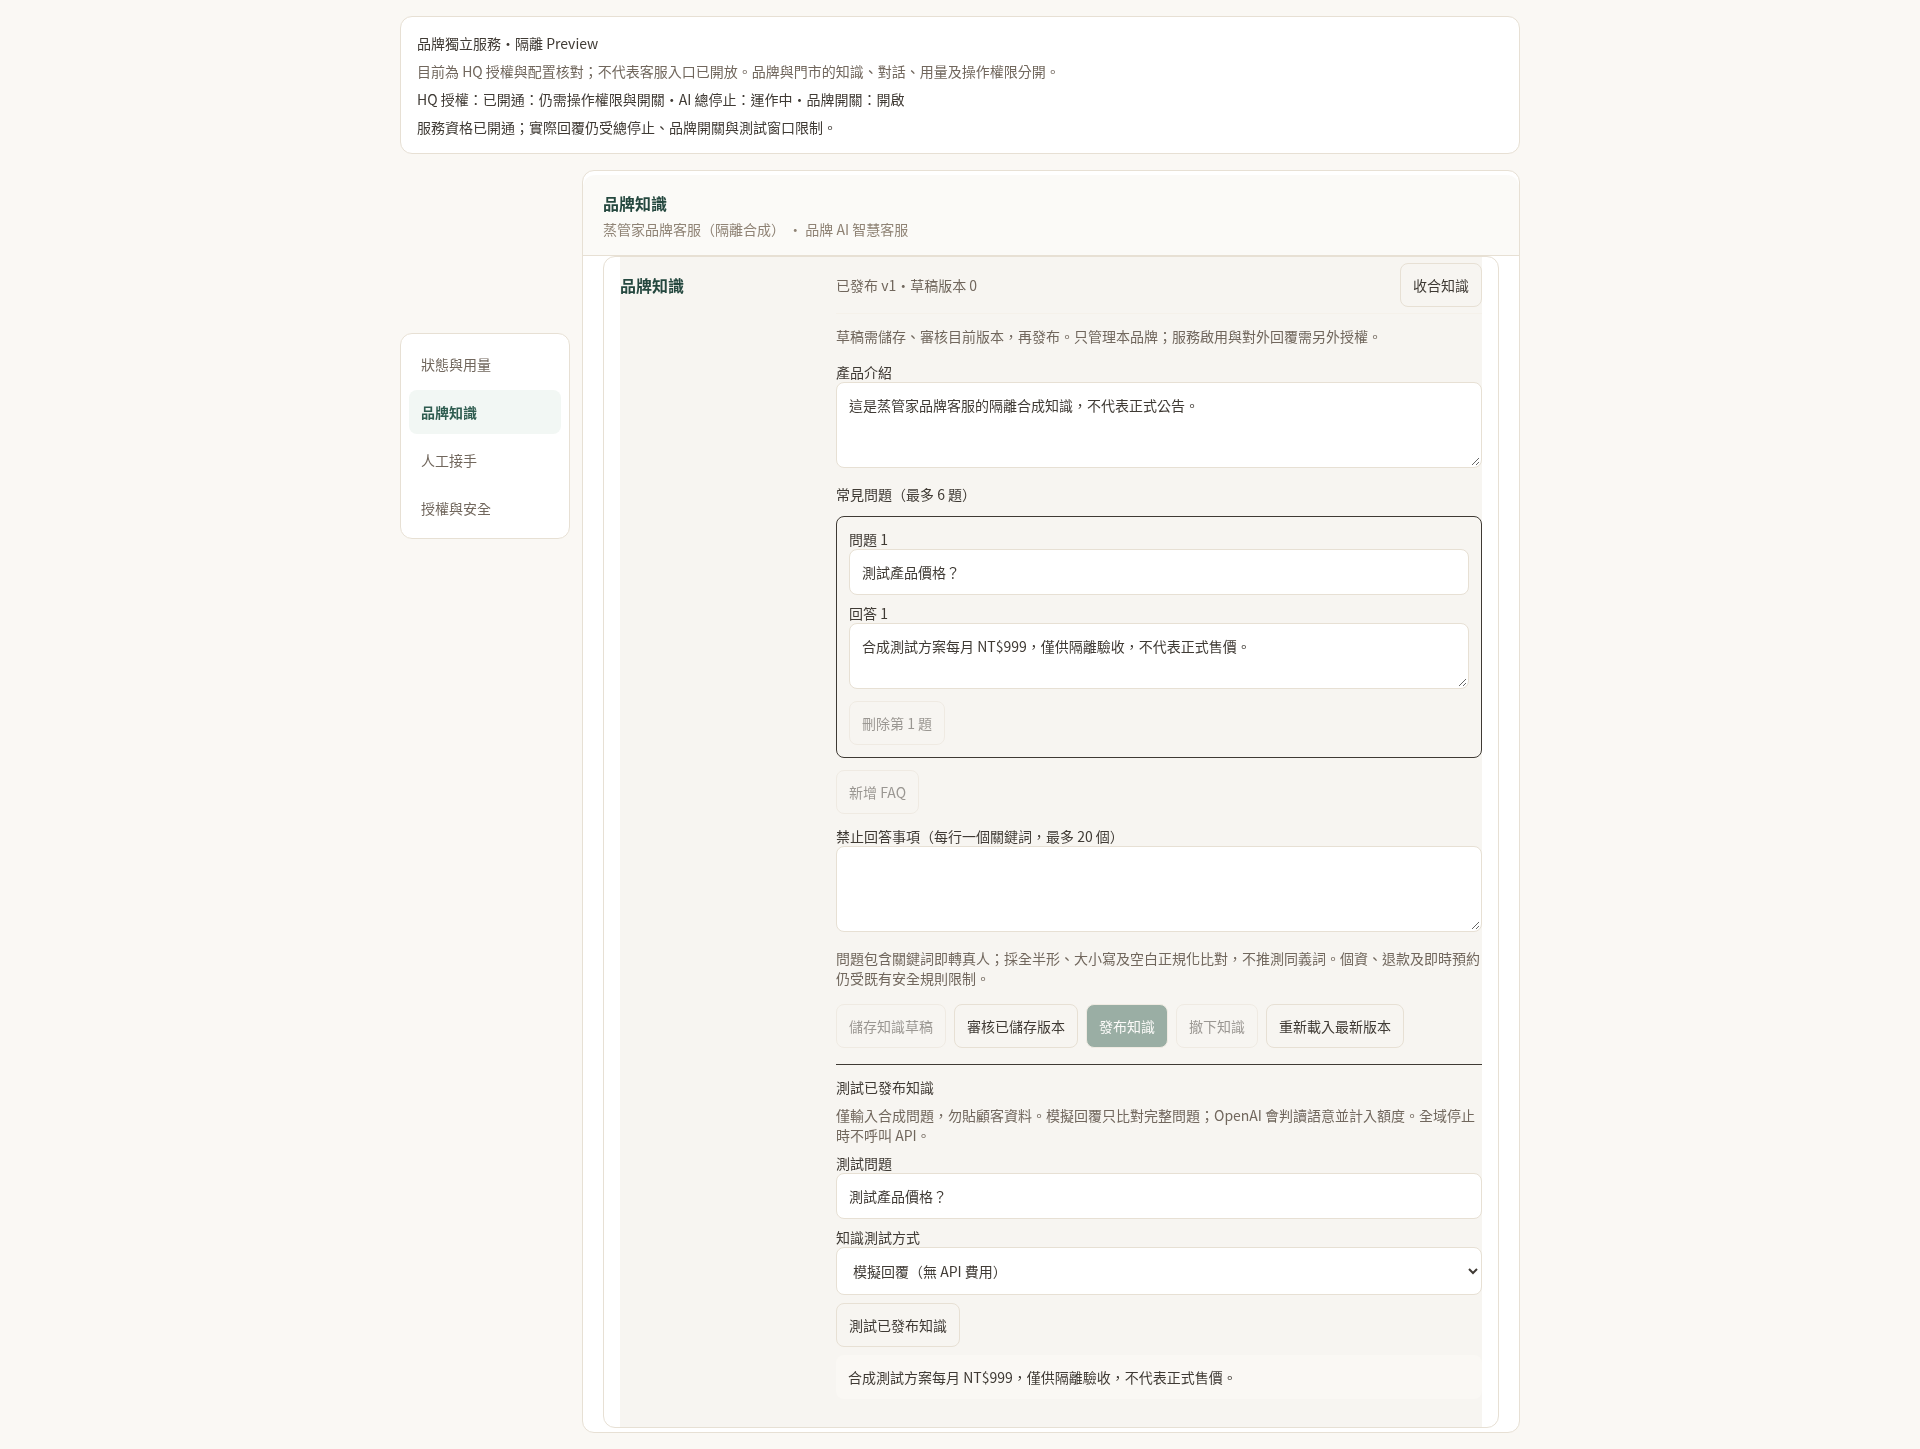 品牌獨立服務・隔離 Preview
目前為 HQ 授權與配置核對；不代表客服入口已開放。品牌與門市的知識、對話、用量及操作權限分開。
HQ 授權：已開通：仍需操作權限與開關・AI 總停止：運作中・品牌開關：開啟
服務資格已開通；實際回覆仍受總停止、品牌開關與測試窗口限制。
狀態與用量
品牌知識
人工接手
授權與安全
品牌知識
蒸管家品牌客服（隔離合成） ・ 品牌 AI 智慧客服
品牌知識
已發布 v1・草稿版本 0
收合知識
草稿需儲存、審核目前版本，再發布。只管理本品牌；服務啟用與對外回覆需另外授權。
產品介紹
這是蒸管家品牌客服的隔離合成知識，不代表正式公告。
常見問題（最多 6 題）
問題 1
測試產品價格？
回答 1
合成測試方案每月 NT$999，僅供隔離驗收，不代表正式售價。
刪除第 1 題
新增 FAQ
禁止回答事項（每行一個關鍵詞，最多 20 個）
問題包含關鍵詞即轉真人；採全半形、大小寫及空白正規化比對，不推測同義詞。個資、退款及即時預約
仍受既有安全規則限制。
儲存知識草稿
審核已儲存版本
發布知識
撤下知識
重新載入最新版本
測試已發布知識
僅輸入合成問題，勿貼顧客資料。模擬回覆只比對完整問題；OpenAI 會判讀語意並計入額度。全域停止
時不呼叫 API。
測試問題
測試產品價格？
知識測試方式
模擬回覆（無 API 費用）
測試已發布知識
合成測試方案每月 NT$999，僅供隔離驗收，不代表正式售價。